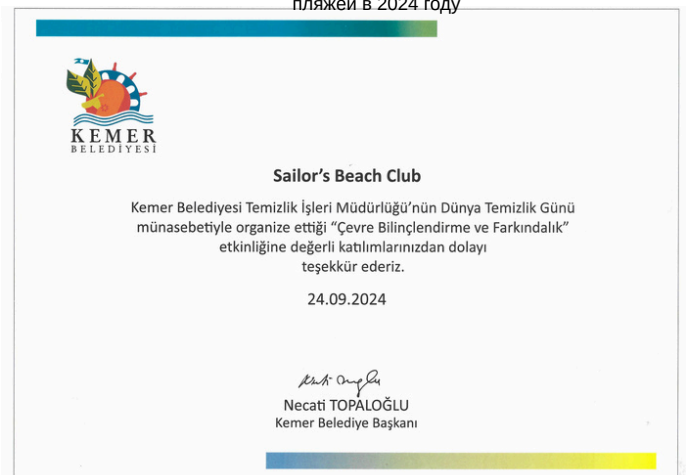 пляжей в 2024 году
KEMER
BELEDİYESİ
Sailor’s Beach Club
Kemer Belediyesi Temizlik İşleri Müdürlüğü’nün Dünya Temizlik Günü
münasebetiyle organize ettiği “Çevre Bilinçlendirme ve Farkındalık”
etkinliğine değerli katılımlarınızdan dolayı
teşekkür ederiz.
24.09.2024
Necati TOPALOĞLU
Kemer Belediye Başkanı